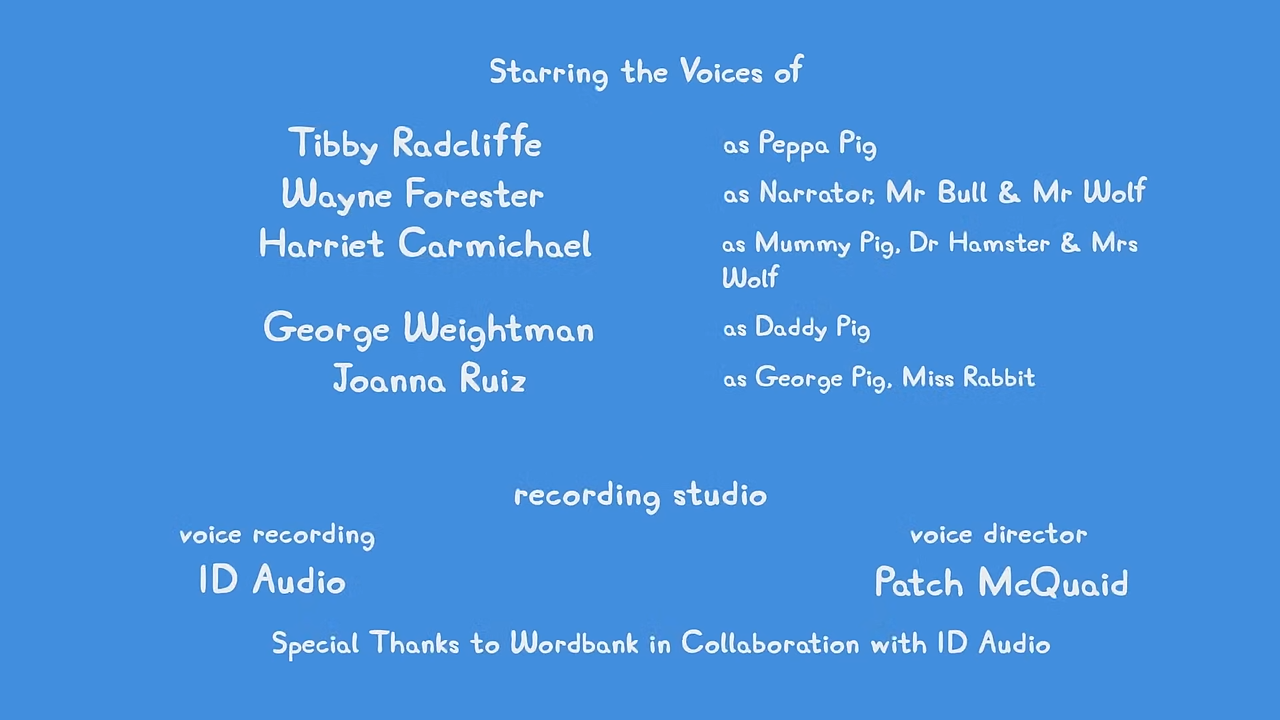 Starring the Voices of
Tibby Radcliffe as Peppa Pig
Wayne Forester as Narrator, Mr Bull & Mr Wolf
Harriet Carmichael as Mummy Pig, Dr Hamster & Mrs
Wolf
George Weightman as Daddy Pig
Joanna Ruiz as George Pig, Miss Rabbit
recording studio
voice recording voice director
ID Audio Patch McQuaid
Special Thanks to Wordbank in Collaboration with ID Audio